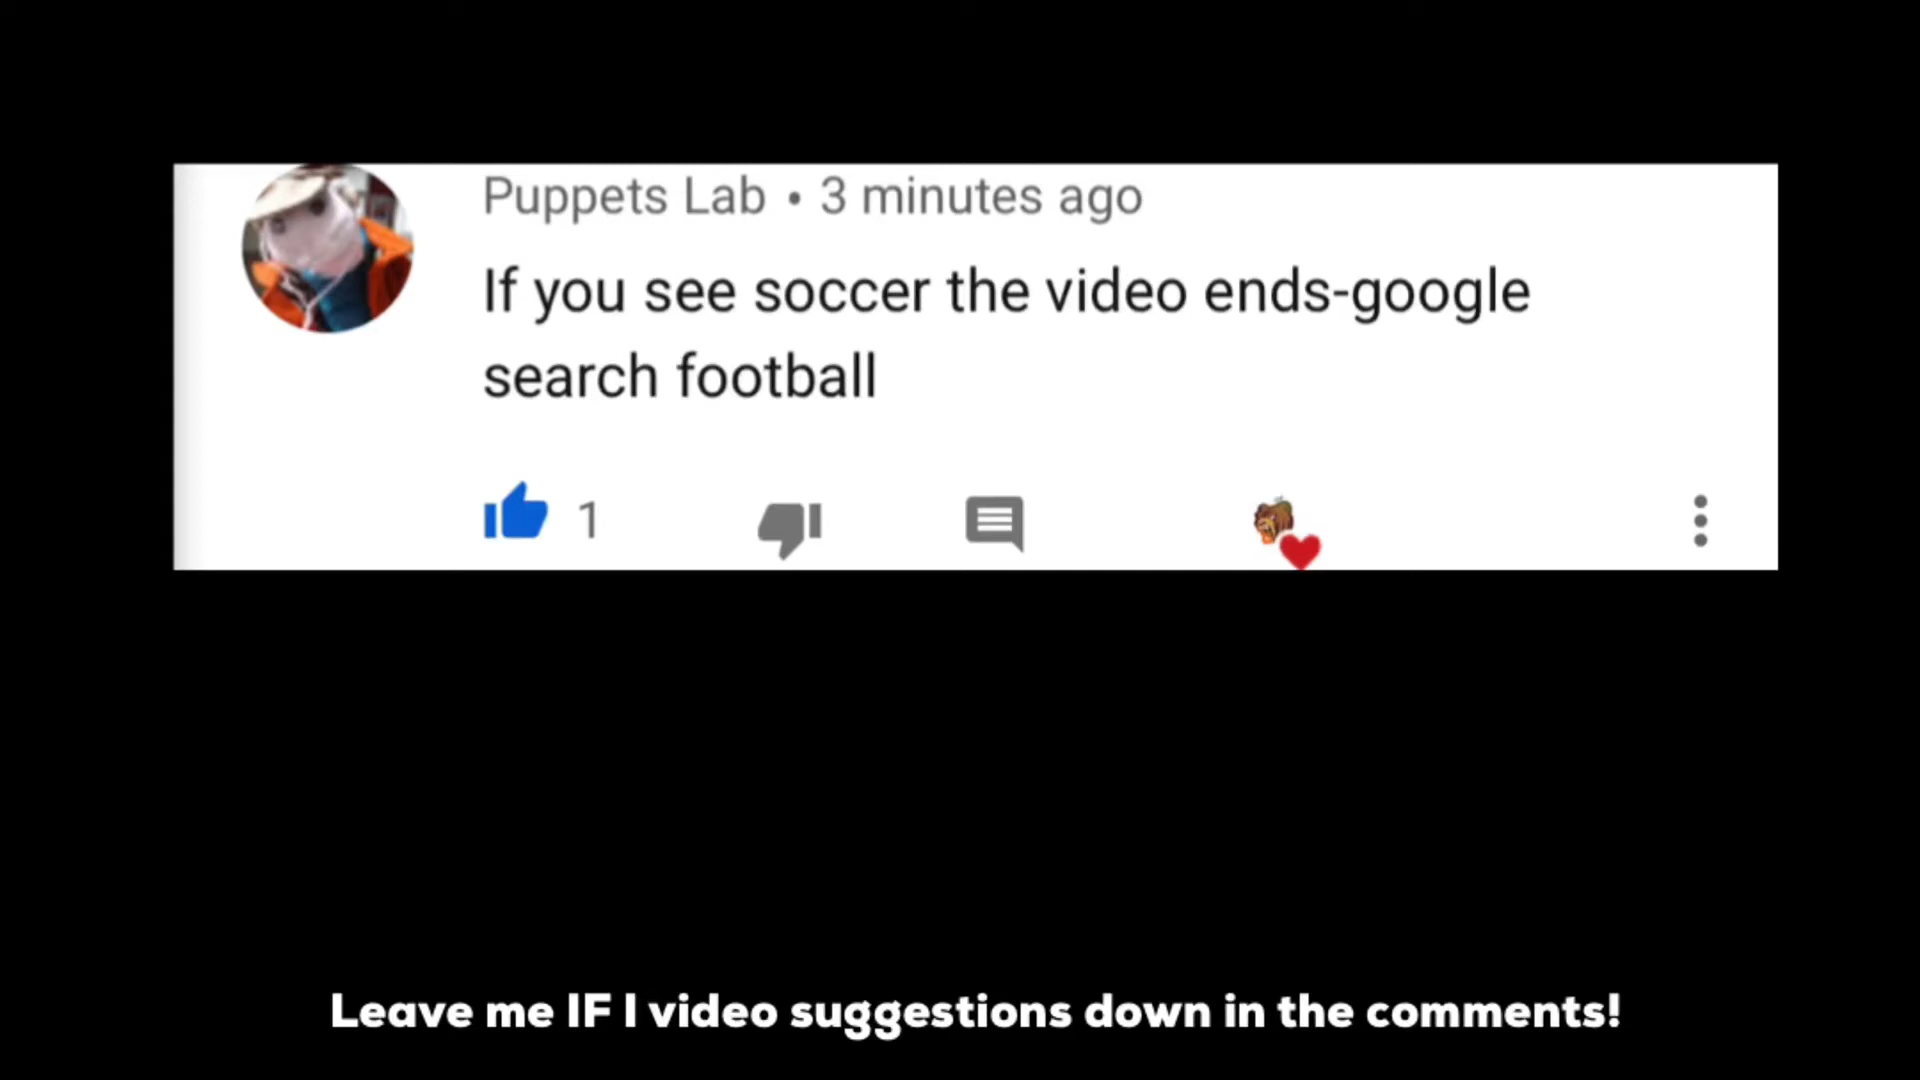 Puppets Lab • 3 minutes ago
If you see soccer the video ends-google
search football
1
Leave me IF I video suggestions down in the comments!